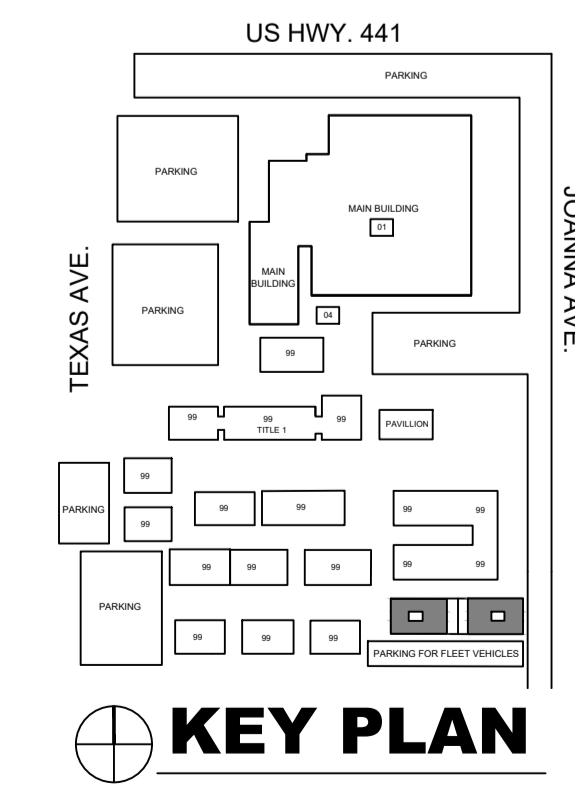 US HWY. 441
PARKING
PARKING
MAIN BUILDING
01
JOANNA AVE.
TEXAS AVE.
MAIN
BUILDING
PARKING
04
PARKING
99
99
99
TITLE 1
99
PAVILLION
99
PARKING
99
99
99
99
99
99
99
99
99
99
99
PARKING
99
99
99
PARKING FOR FLEET VEHICLES
KEY PLAN